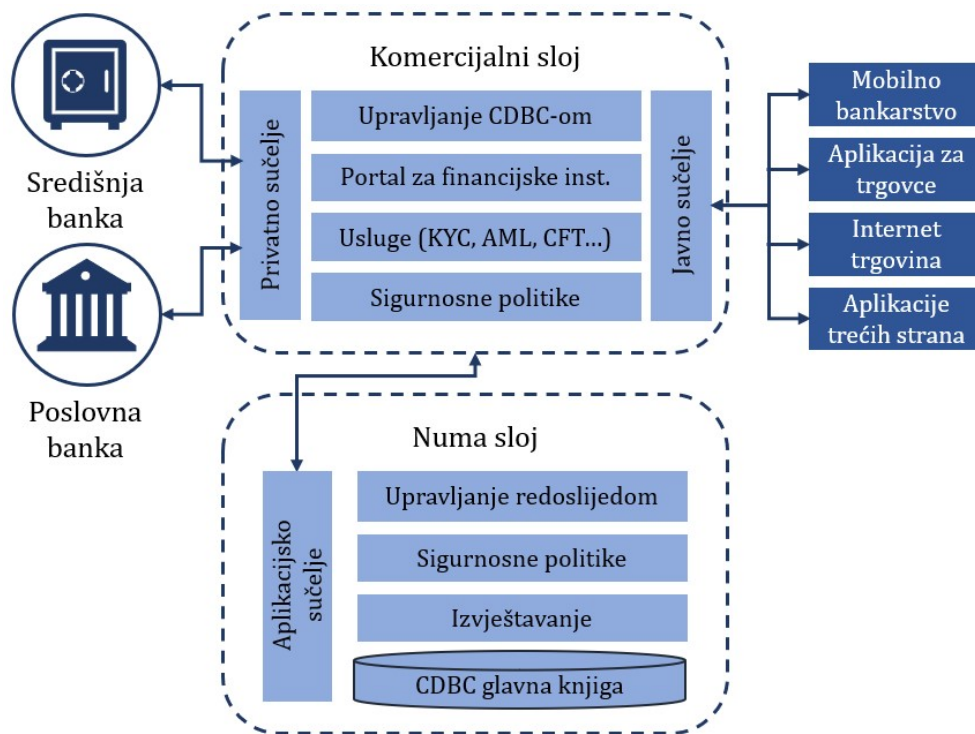 Središnja
banka
Poslovna
banka
Komercijalni sloj
Privatno sučelje
Upravljanje CDBC-om
Portal za financijske inst.
Usluge (KYC, AML, CFT...)
Sigurnosne politike
Javno sučelje
Mobilno
bankarstvo
Aplikacija za
trgovce
Internet
trgovina
Aplikacije
trećih strana
Numa sloj
Aplikacijsko
sučelje
Upravljanje redoslijedom
Sigurnosne politike
Izvještavanje
CDBC glavna knjiga